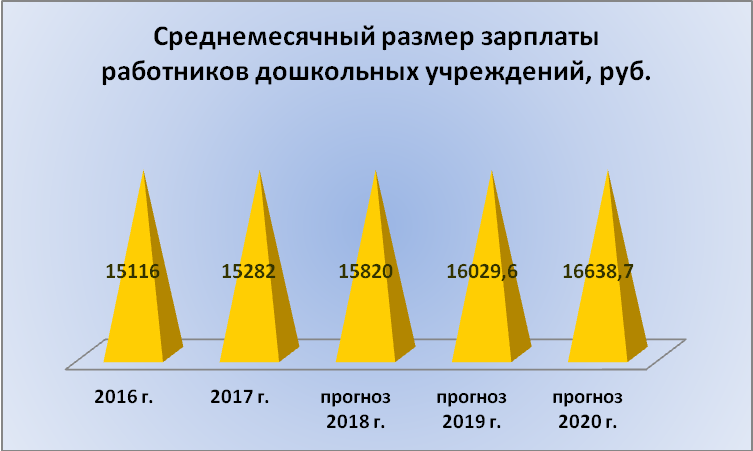 Среднемесячный размер зарплаты
работников дошкольных учреждений, руб.
15116 15282 15820 16029,6 16638,7
2016 г. 2017 г. прогноз 2018 г. прогноз 2019 г. прогноз 2020 г.